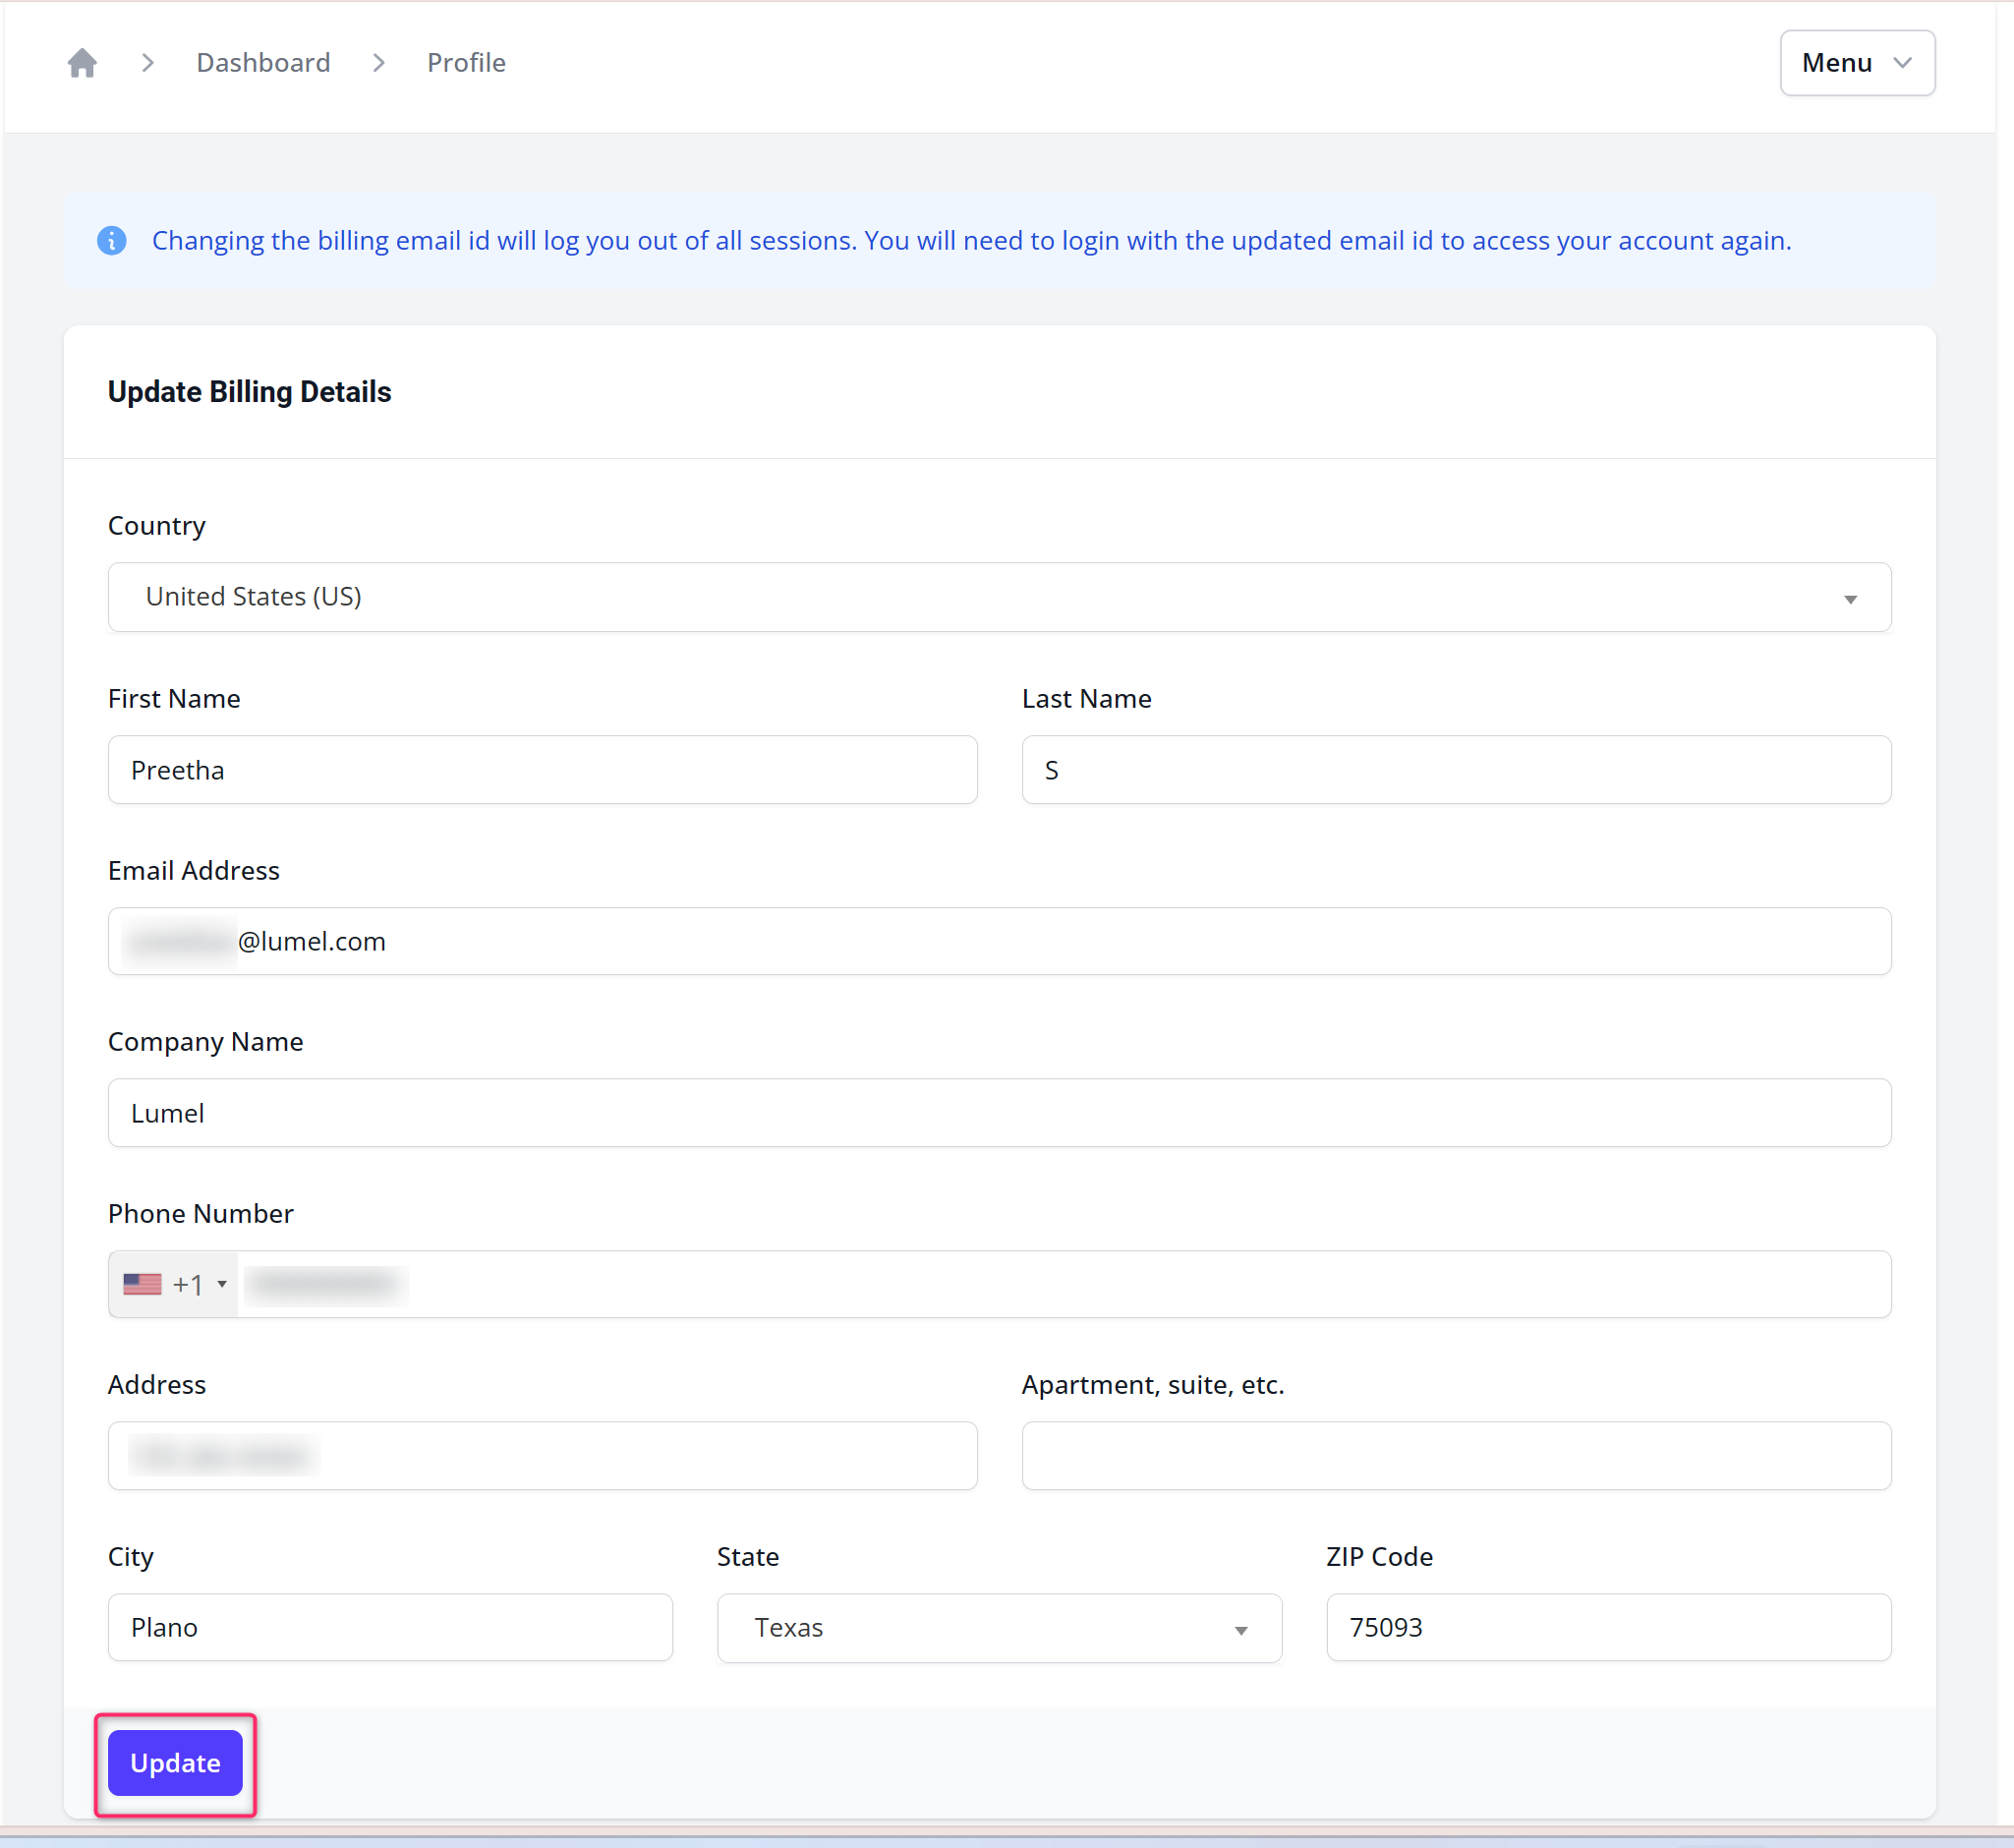 Dashboard Profile Menu
Changing the billing email id will log you out of all sessions. You will need to login with the updated email id to access your account again.
Update Billing Details
Country
United States (US)
First Name Last Name
Preetha S
Email Address
@lumel.com
Company Name
Lumel
Phone Number
+1
Address Apartment, suite, etc.
City State ZIP Code
Plano Texas 75093
Update